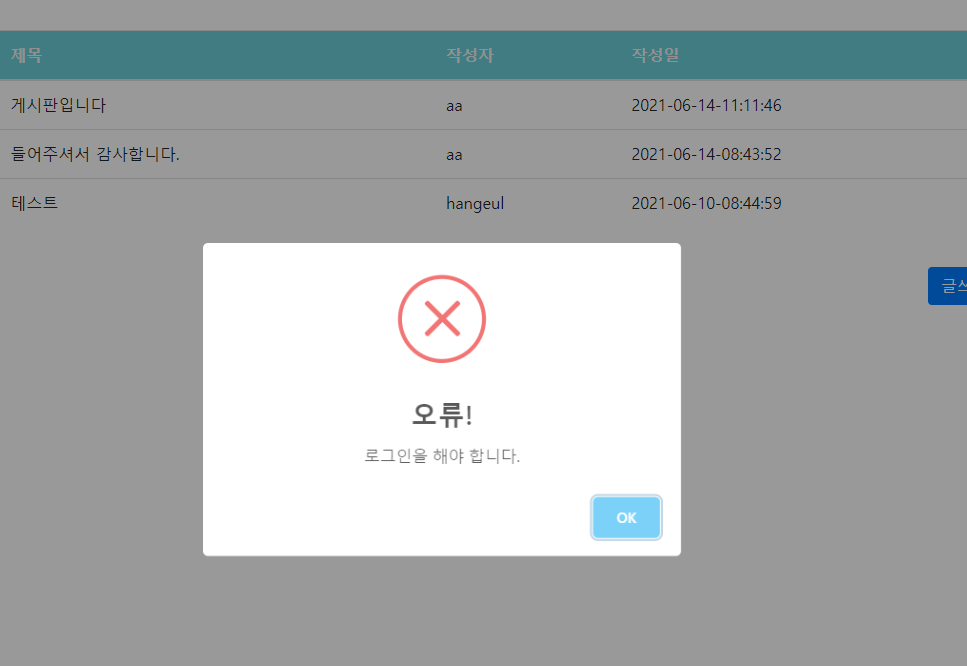 제목 작성자 작성일
게시판입니다 aa 2021-06-14-11:11:46
들어주셔서 감사합니다. aa 2021-06-14-08:43:52
테스트 hangeul 2021-06-10-08:44:59
오류!
로그인을 해야 합니다.
OK